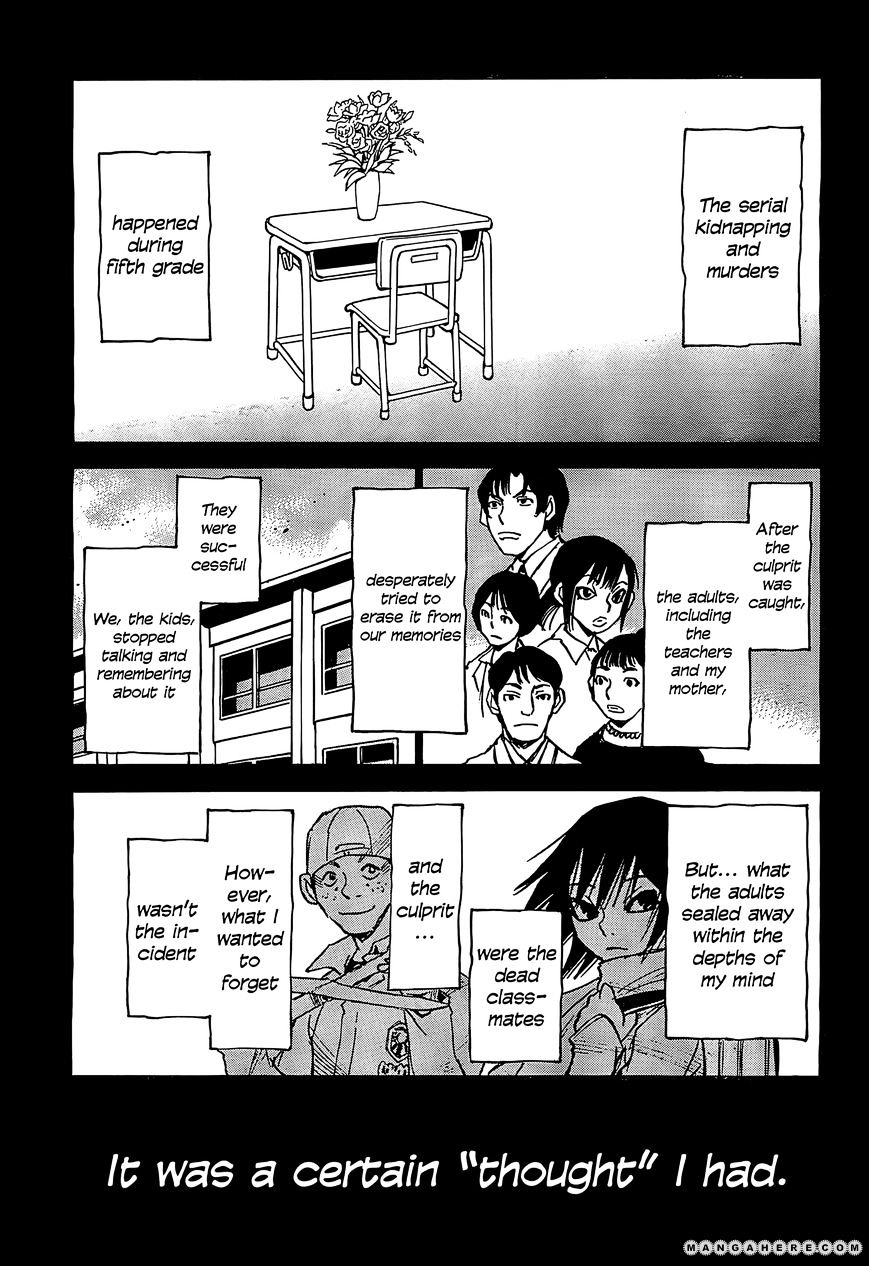 The serial
kidnapping
and
murders
happened
during
fifth grade
After
the
culprit
was
caught,
the adults,
including
the
teachers
and my
mother,
desperately
tried to
erase it from
our memories
They
were
suc-
cessful
We, the kids,
stopped
talking and
remembering
about it
But... what
the adults
sealed away
within the
depths of
my mind
were the
dead
class-
mates
and
the
culprit
...
How-
ever,
what I
wanted
to
forget
wasn't
the in-
cident
It was a certain "thought" I had.
MANGAHERE.COM